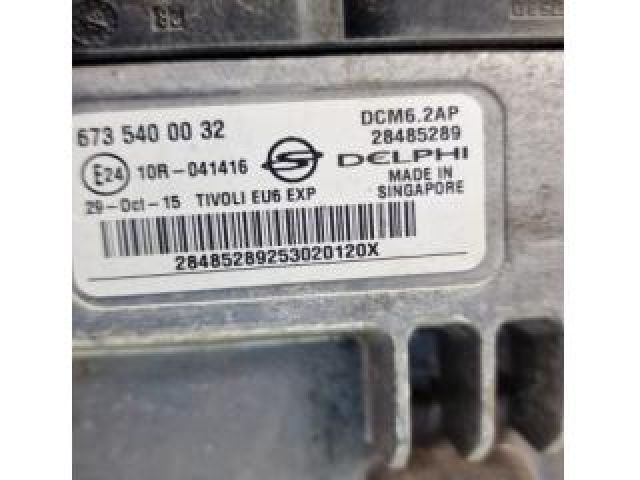 673 540 00 32
DCM6.2AP
28485289
E24 10R-041416
DELPHI
MADE IN
SINGAPORE
29-Oct-15 TIVOLI EU6 EXP
28485289253020120X